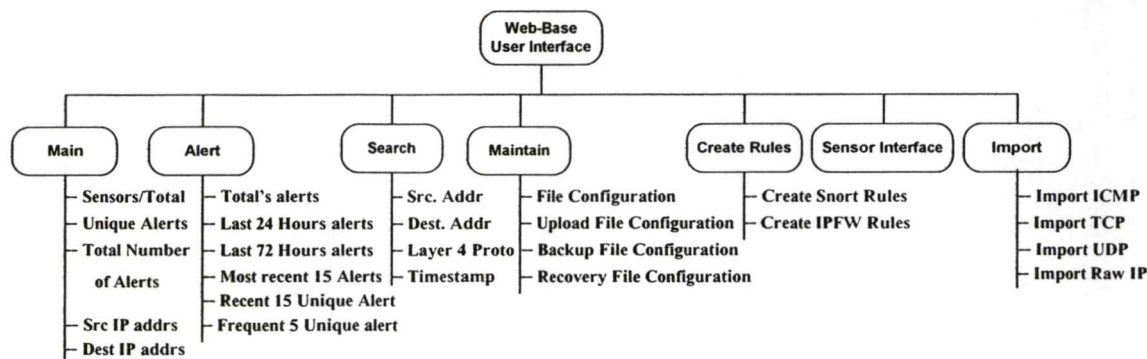 Web-Base
User Interface
Main
Alert
Search
Maintain
Create Rules
Sensor Interface
Import
Sensors/Total
Unique Alerts
Total Number
of Alerts
Src IP addrs
Dest IP addrs
Total's alerts
Last 24 Hours alerts
Last 72 Hours alerts
Most recent 15 Alerts
Recent 15 Unique Alert
Frequent 5 Unique alert
Src. Addr
Dest. Addr
Layer 4 Proto
Timestamp
File Configuration
Upload File Configuration
Backup File Configuration
Recovery File Configuration
Create Snort Rules
Create IPFW Rules
Import ICMP
Import TCP
Import UDP
Import Raw IP